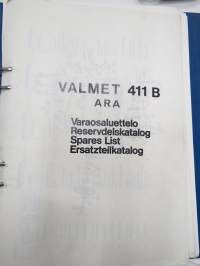 VALMET 411 B
ARA
Varaosaluettelo
Reservdelskatalog
Spares List
Ersatzteilkatalog